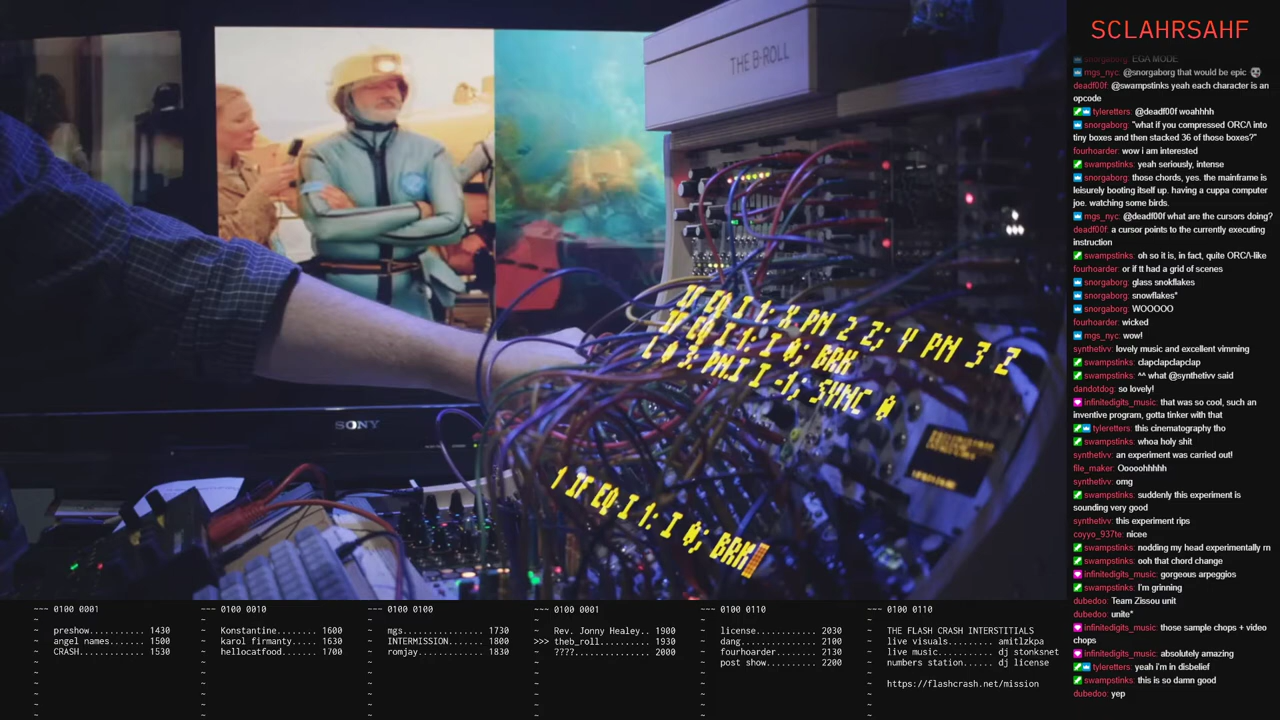 THE B-ROLL
SONY
IF EQ I 1: X PN 2 Z; Y PN 3 Z
IF EQ I 1: I 0; BRK
L 0 3: PM.I I -1; SYNC 0
1 IF EQ I 1: I 0; BRK
SCLAHRSAHF
snorgaborg: EGA MODE
mgs_nyc: @snorgaborg that would be epic
deadf00f: @swampstinks yeah each character is an
opcode
tyleretters: @deadf00f woahhhh
snorgaborg: "what if you compressed ORCΛ into
tiny boxes and then stacked 36 of those boxes?"
fourhoarder: wow i am interested
swampstinks: yeah seriously, intense
snorgaborg: those chords, yes. the mainframe is
leisurely booting itself up. having a cuppa computer
joe. watching some birds.
mgs_nyc: @deadf00f what are the cursors doing?
deadf00f: a cursor points to the currently executing
instruction
swampstinks: oh so it is, in fact, quite ORCΛ-like
fourhoarder: or if tt had a grid of scenes
snorgaborg: glass snokflakes
snorgaborg: snowflakes*
snorgaborg: WOOOOO
fourhoarder: wicked
mgs_nyc: wow!
synthetivv: lovely music and excellent vimming
swampstinks: clapclapclapclap
swampstinks: ^^ what @synthetivv said
dandotdog: so lovely!
infinitedigits_music: that was so cool, such an
inventive program, gotta tinker with that
tyleretters: this cinematography tho
swampstinks: whoa holy shit
synthetivv: an experiment was carried out!
file_maker: Ooooohhhhh
synthetivv: omg
swampstinks: suddenly this experiment is
sounding very good
synthetivv: this experiment rips
coyyo_937te: nicee
swampstinks: nodding my head experimentally m
swampstinks: ooh that chord change
infinitedigits_music: gorgeous arpeggios
swampstinks: I'm grinning
dubedoo: Team Zissou unit
dubedoo: unite*
infinitedigits_music: those sample chops + video
chops
infinitedigits_music: absolutely amazing
tyleretters: yeah i'm in disbelief
swampstinks: this is so damn good
dubedoo: yep
~~~ 0100 0001
~
~ preshow........... 1430
~ angel names....... 1500
~ CRASH............. 1530
~~~ 0100 0010
~
~ Konstantine....... 1600
~ karol firmanty.... 1630
~ hellocatfood...... 1700
~~~ 0100 0100
~
~ mgs............... 1730
~ INTERMISSION...... 1800
~ romjay............ 1830
~~~ 0100 0001
~
~ Rev. Jonny Healey.. 1900
>>> theb_roll......... 1930
~ ????.............. 2000
~~~ 0100 0110
~
~ license........... 2030
~ dang.............. 2100
~ fourhoarder....... 2130
~ post show......... 2200
~~~ 0100 0110
~
~ THE FLASH CRASH INTERSTITIALS
~ live visuals...... amitlzkpa
~ live music........ dj stonksnet
~ numbers station... dj license
~
~ https://flashcrash.net/mission